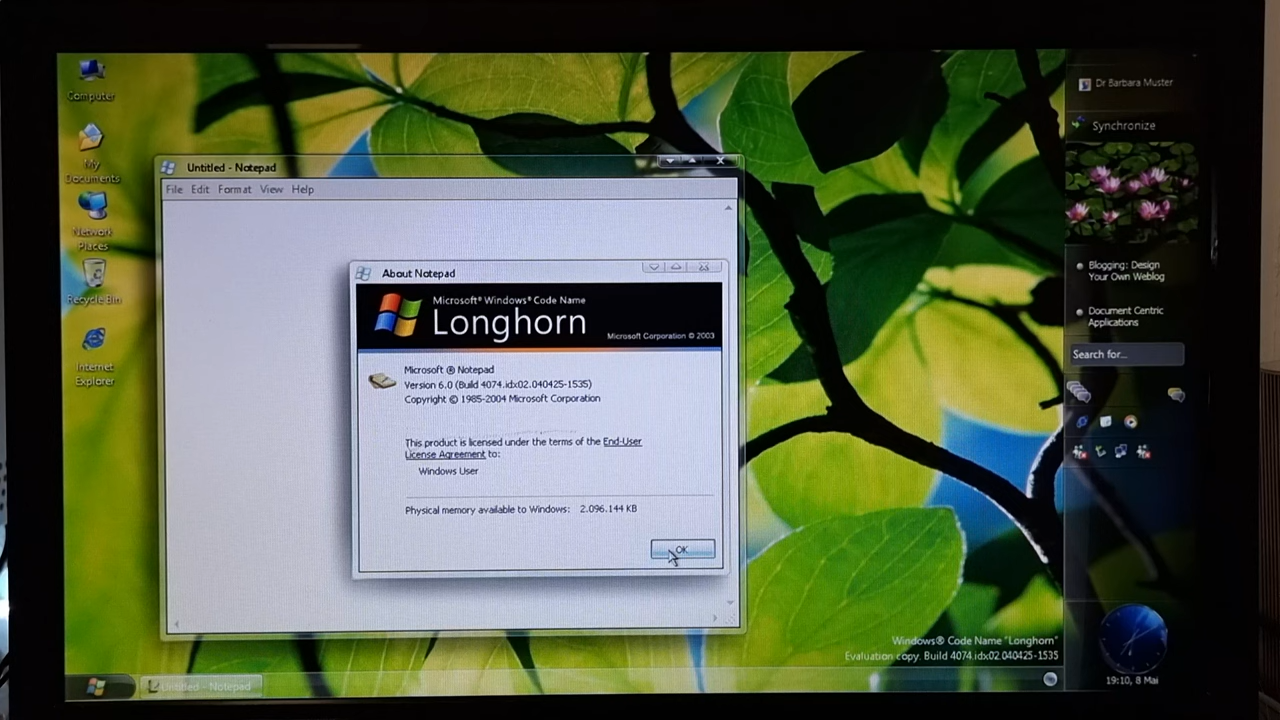 Computer
My
Documents
Network
Places
Recycle Bin
Internet
Explorer
Untitled - Notepad
File Edit Format View Help
About Notepad
Microsoft® Windows® Code Name
Longhorn
Microsoft Corporation © 2003
Microsoft ® Notepad
Version 6.0 (Build 4074.idx02.040425-1535)
Copyright © 1985-2004 Microsoft Corporation
This product is licensed under the terms of the End-User
License Agreement to:
Windows User
Physical memory available to Windows: 2.096.144 KB
OK
Dr Barbara Muster
Synchronize
Blogging: Design
Your Own Weblog
Document Centric
Applications
Search for...
Windows® Code Name "Longhorn"
Evaluation copy. Build 4074.idx02.040425-1535
19:10, 8 Mai
Untitled - Notepad